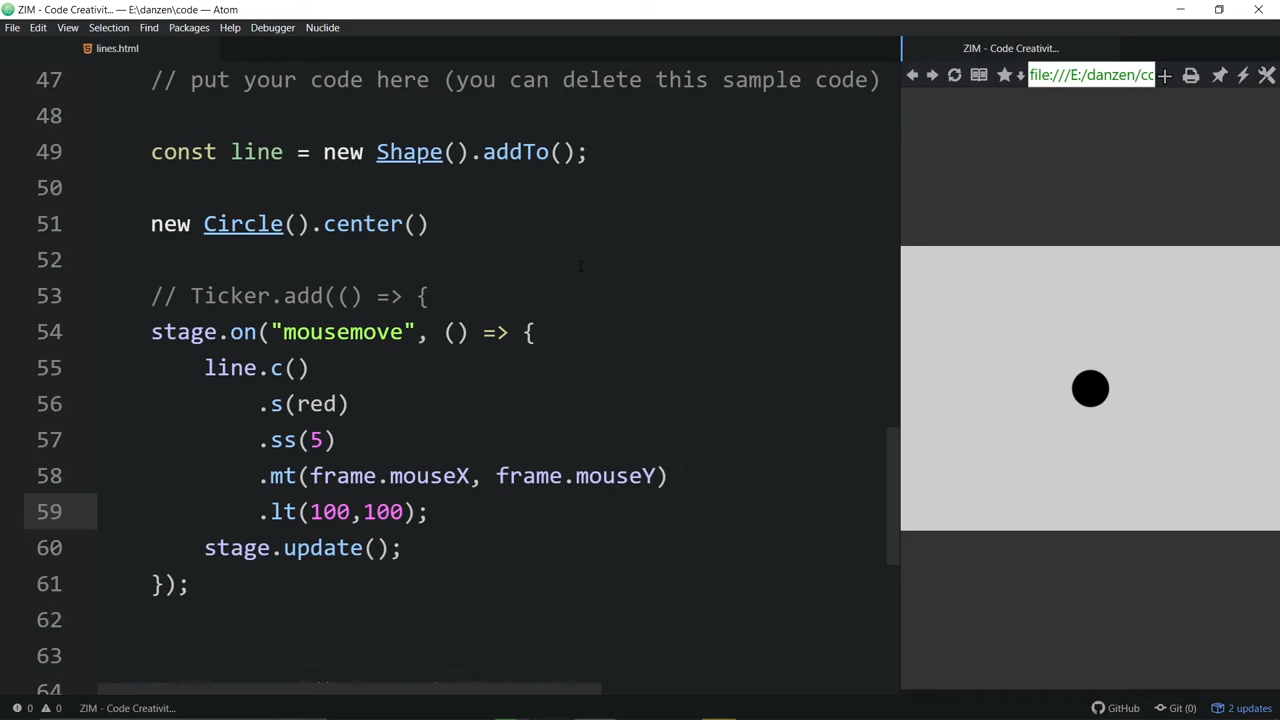 ZIM - Code Creativit... — E:\danzen\code — Atom
File Edit View Selection Find Packages Help Debugger Nuclide
lines.html
ZIM - Code Creativit...
file:///E:/danzen/cc
47 // put your code here (you can delete this sample code)
48
49 const line = new Shape().addTo();
50
51 new Circle().center()
52
53 // Ticker.add(() => {
54 stage.on("mousemove", () => {
55 line.c()
56 .s(red)
57 .ss(5)
58 .mt(frame.mouseX, frame.mouseY)
59 .lt(100,100);
60 stage.update();
61 });
62
63
64
0 0 ZIM - Code Creativit...
GitHub Git (0) 2 updates